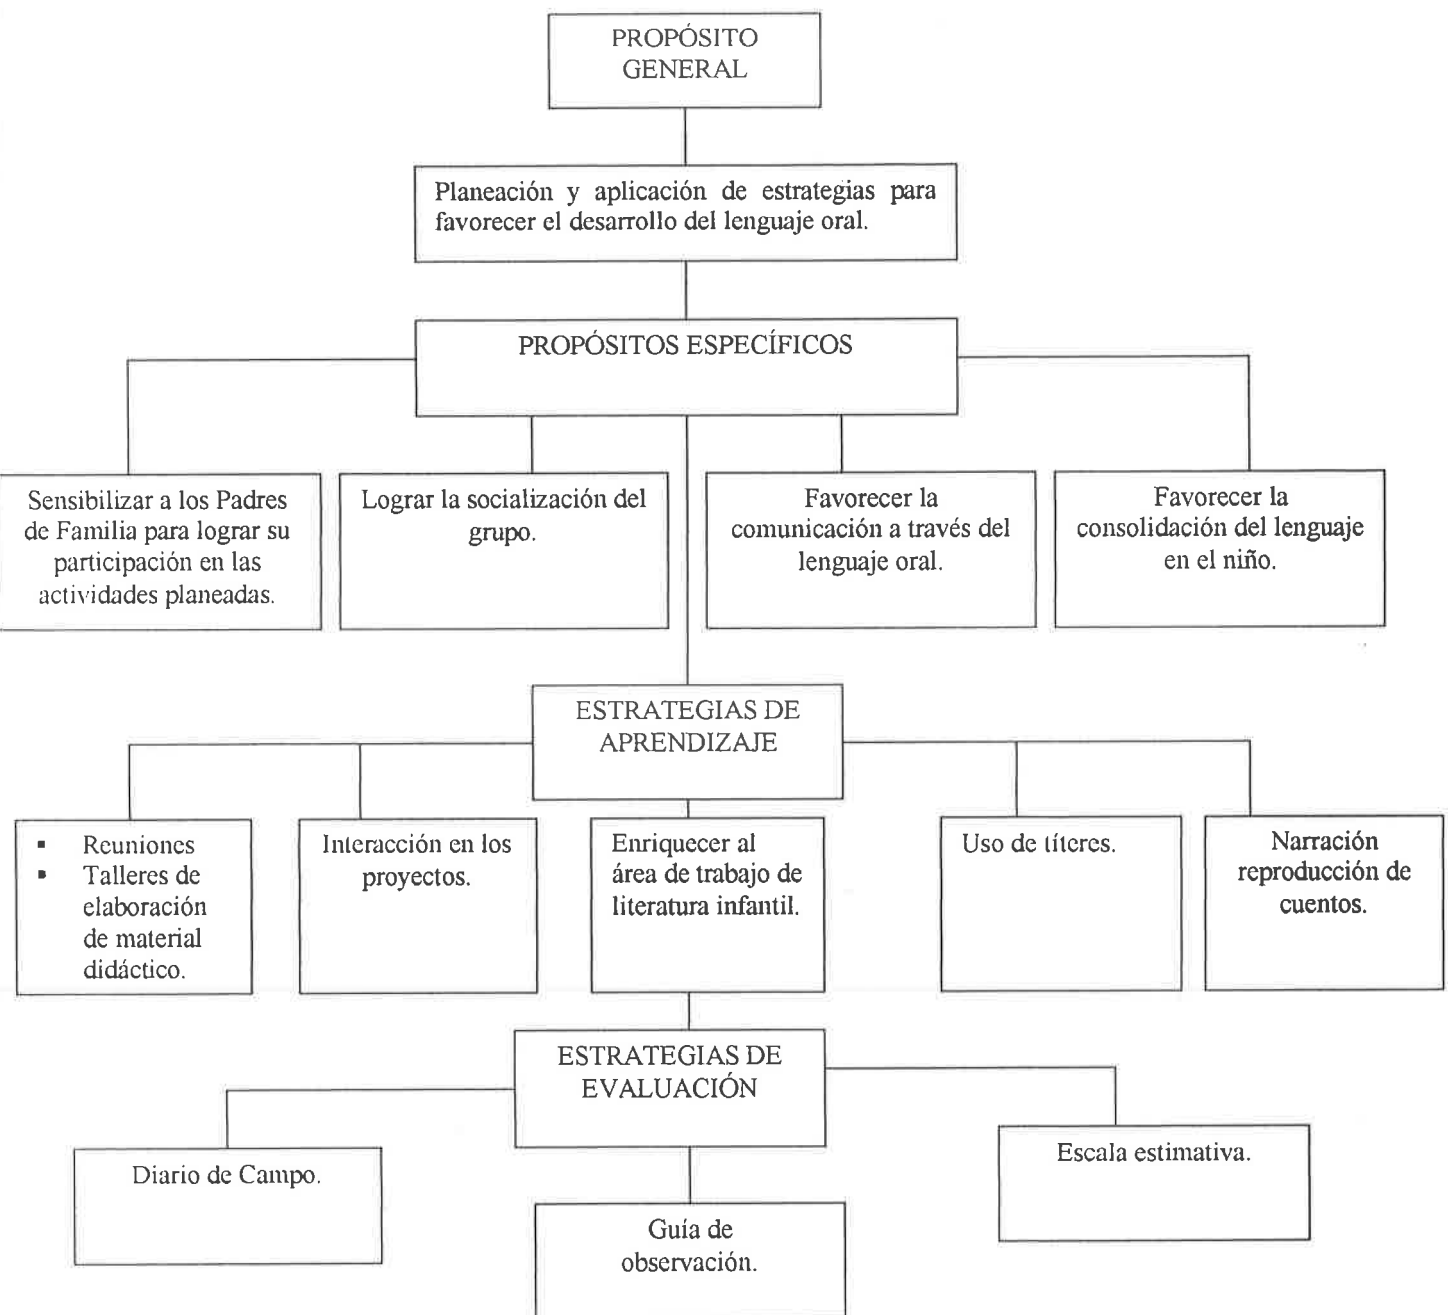 PROPÓSITO
GENERAL
Planeación y aplicación de estrategias para
favorecer el desarrollo del lenguaje oral.
PROPÓSITOS ESPECÍFICOS
Sensibilizar a los Padres
de Familia para lograr su
participación en las
actividades planeadas.
Lograr la socialización del
grupo.
Favorecer la
comunicación a través del
lenguaje oral.
Favorecer la
consolidación del lenguaje
en el niño.
ESTRATEGIAS DE
APRENDIZAJE
▪ Reuniones
▪ Talleres de
elaboración
de material
didáctico.
Interacción en los
proyectos.
Enriquecer al
área de trabajo de
literatura infantil.
Uso de títeres.
Narración
reproducción de
cuentos.
ESTRATEGIAS DE
EVALUACIÓN
Diario de Campo.
Guía de
observación.
Escala estimativa.